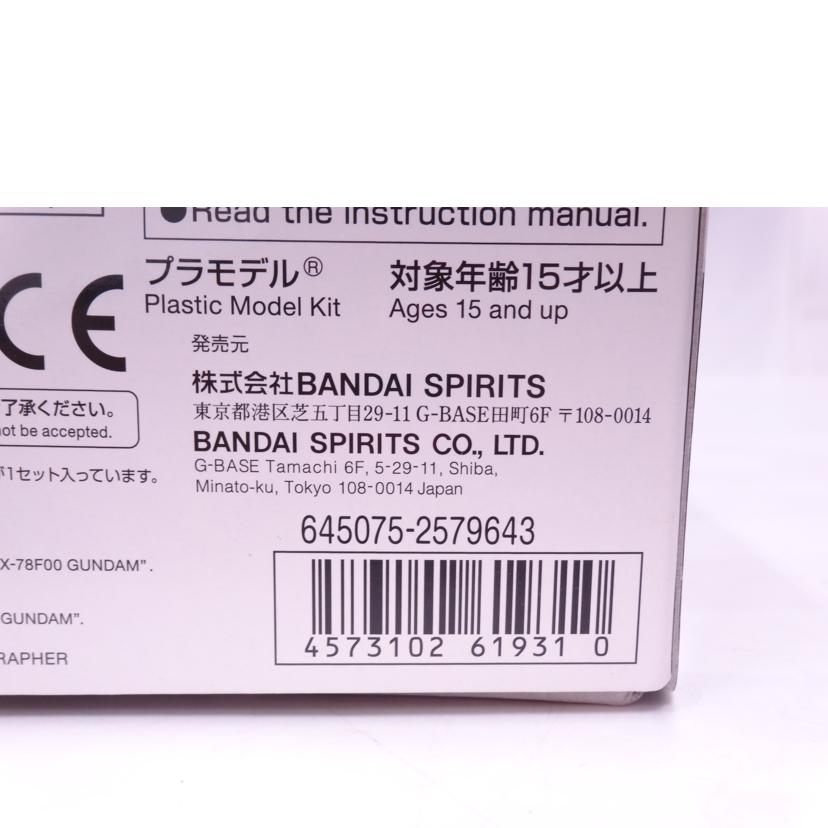 ●Read the instruction manual.
プラモデル® 対象年齢15才以上
Plastic Model Kit Ages 15 and up
CE
発売元
株式会社BANDAI SPIRITS
了承ください。
東京都港区芝五丁目29-11 G-BASE田町6F 〒108-0014
not be accepted.
BANDAI SPIRITS CO., LTD.
G-BASE Tamachi 6F, 5-29-11, Shiba,
が1セット入っています。
Minato-ku, Tokyo 108-0014 Japan
645075-2579643
X-78F00 GUNDAM”.
GUNDAM”.
4573102 619310
RAPHER